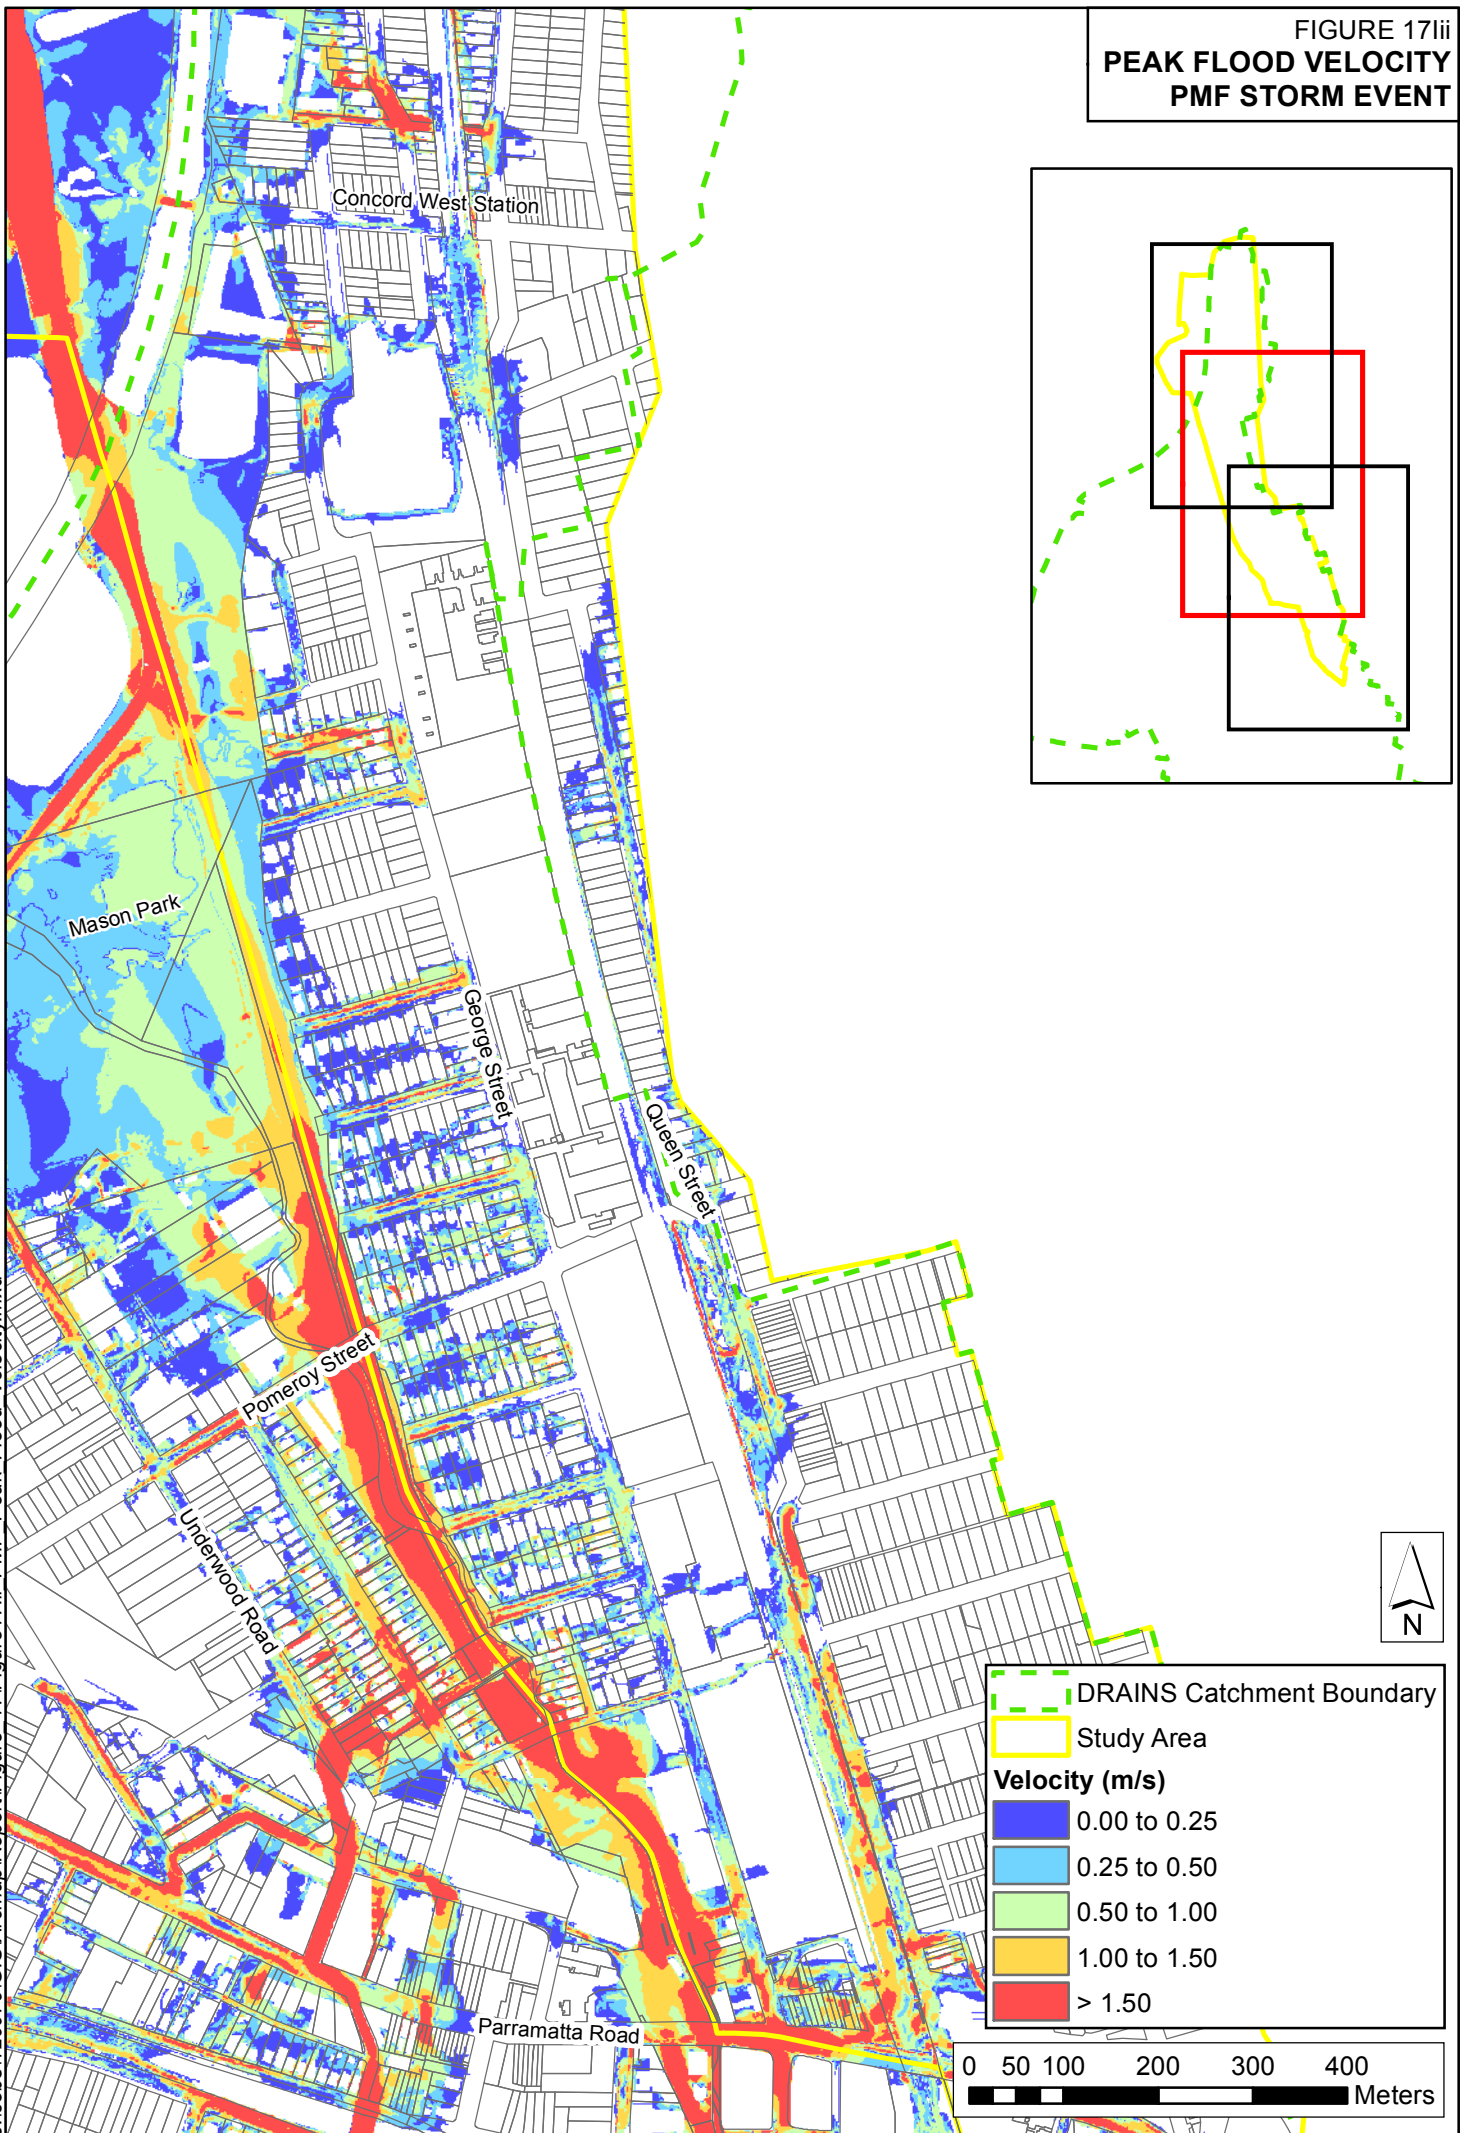 FIGURE 17Iii
PEAK FLOOD VELOCITY
PMF STORM EVENT
Concord West Station
Mason Park
George Street
Queen Street
Pomeroy Street
Underwood Road
Parramatta Road
N
DRAINS Catchment Boundary
Study Area
Velocity (m/s)
0.00 to 0.25
0.25 to 0.50
0.50 to 1.00
1.00 to 1.50
> 1.50
0 50 100 200 300 400
Meters